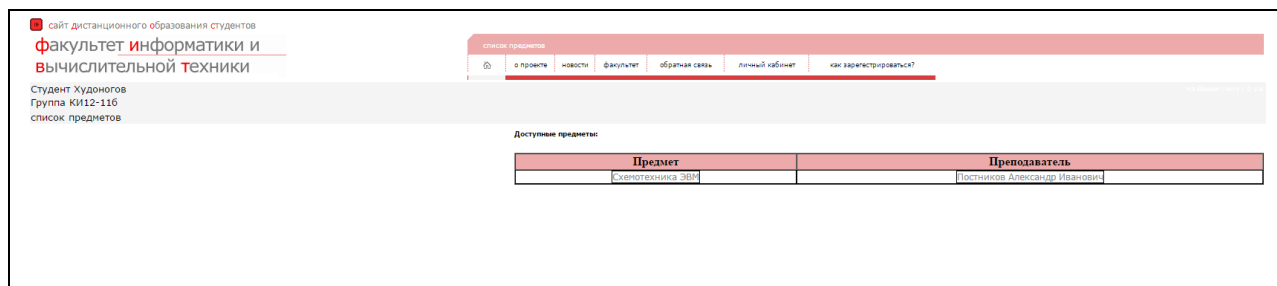 сайт дистанционного образования студентов
факультет информатики и
вычислительной техники
список предметов
о проекте новости факультет обратная связь личный кабинет как зарегистрироваться?
Студент Худоногов
Группа КИ12-11б
список предметов
Доступные предметы:
Предмет Преподаватель
Схемотехника ЭВМ Постников Александр Иванович